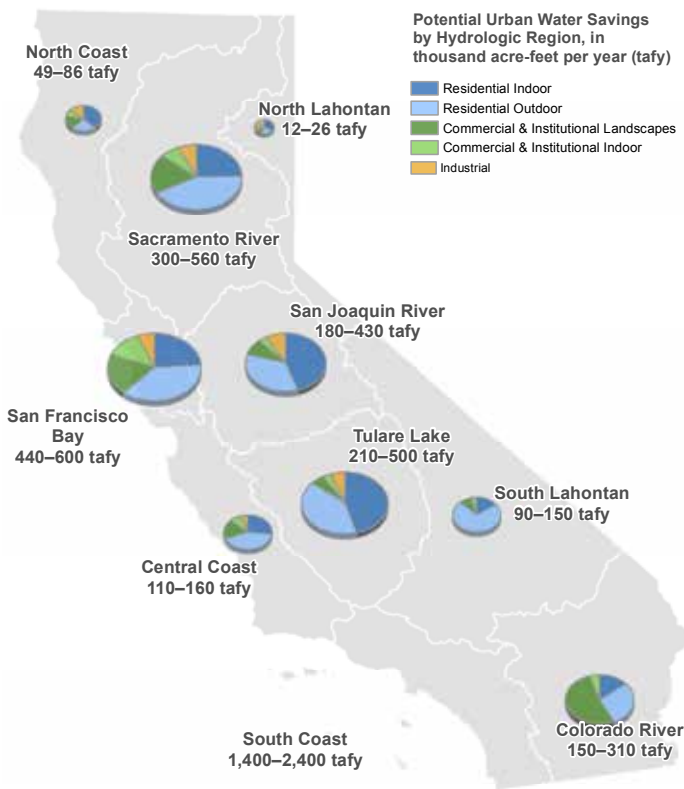 Potential Urban Water Savings
by Hydrologic Region, in
thousand acre-feet per year (tafy)
Residential Indoor
Residential Outdoor
Commercial & Institutional Landscapes
Commercial & Institutional Indoor
Industrial
North Coast
49–86 tafy
North Lahontan
12–26 tafy
Sacramento River
300–560 tafy
San Joaquin River
180–430 tafy
San Francisco
Bay
440–600 tafy
Tulare Lake
210–500 tafy
South Lahontan
90–150 tafy
Central Coast
110–160 tafy
Colorado River
150–310 tafy
South Coast
1,400–2,400 tafy